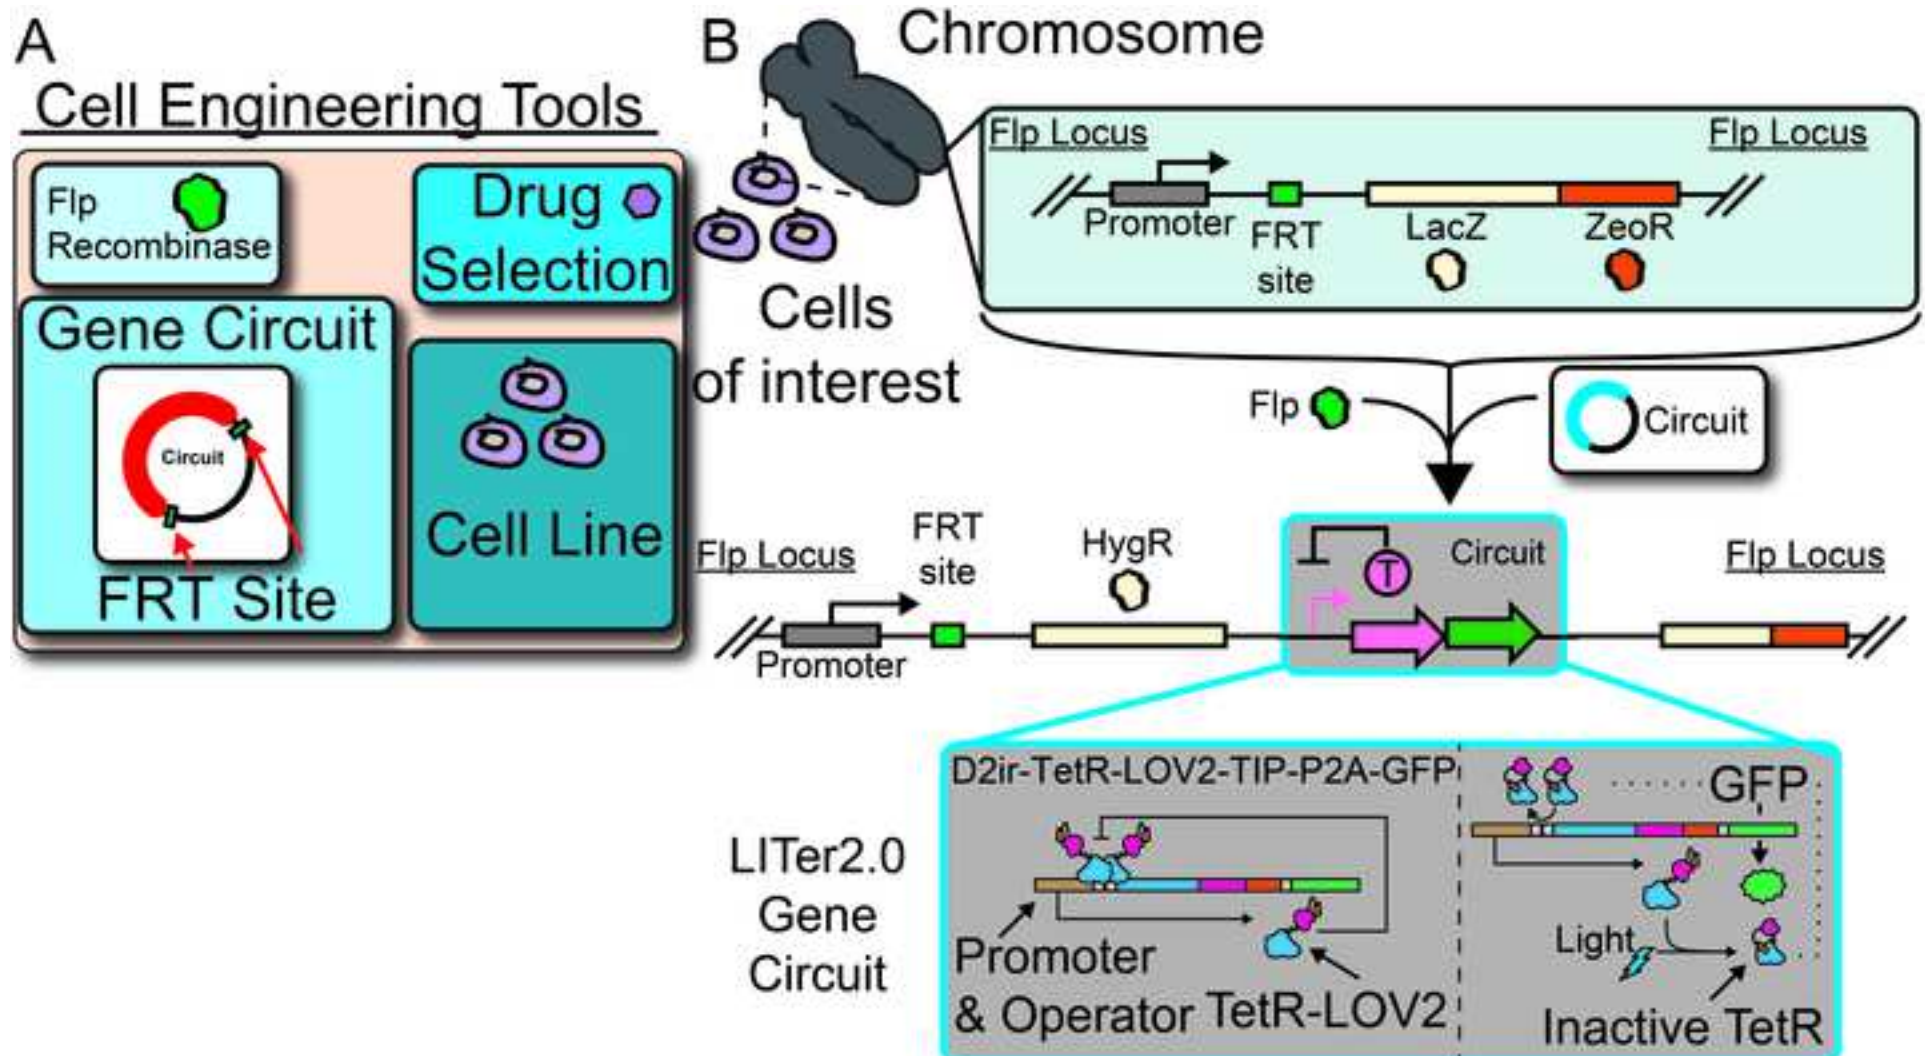 A
Cell Engineering Tools
Flp
Recombinase
Drug
Selection
Gene Circuit
Circuit
FRT Site
Cell Line
B
Chromosome
Cells
of interest
Flp Locus
Flp Locus
Promoter
FRT
site
LacZ
ZeoR
Flp
Circuit
Flp Locus
FRT
site
HygR
T
Circuit
Flp Locus
Promoter
LITer2.0
Gene
Circuit
D2ir-TetR-LOV2-TIP-P2A-GFP
Promoter
& Operator
TetR-LOV2
GFP
Light
Inactive TetR